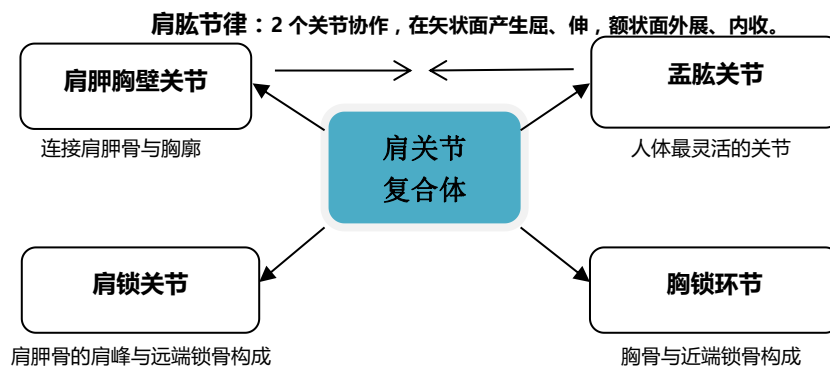 肩肱节律：2 个关节协作，在矢状面产生屈、伸，额状面外展、内收。
肩胛胸壁关节
盂肱关节
连接肩胛骨与胸廓
人体最灵活的关节
肩关节
复合体
肩锁关节
胸锁环节
肩胛骨的肩峰与远端锁骨构成
胸骨与近端锁骨构成